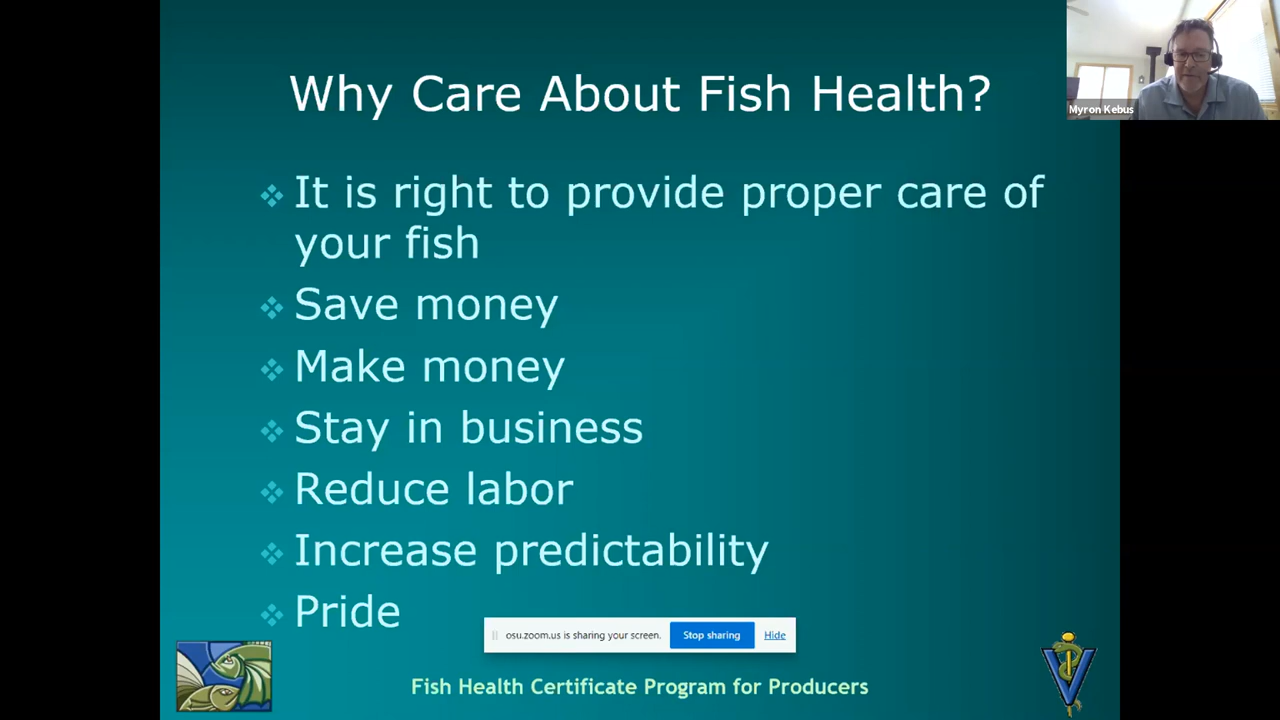 Why Care About Fish Health?
Myron Kebus
It is right to provide proper care of
your fish
Save money
Make money
Stay in business
Reduce labor
Increase predictability
Pride
osu.zoom.us is sharing your screen. Stop sharing Hide
Fish Health Certificate Program for Producers
V